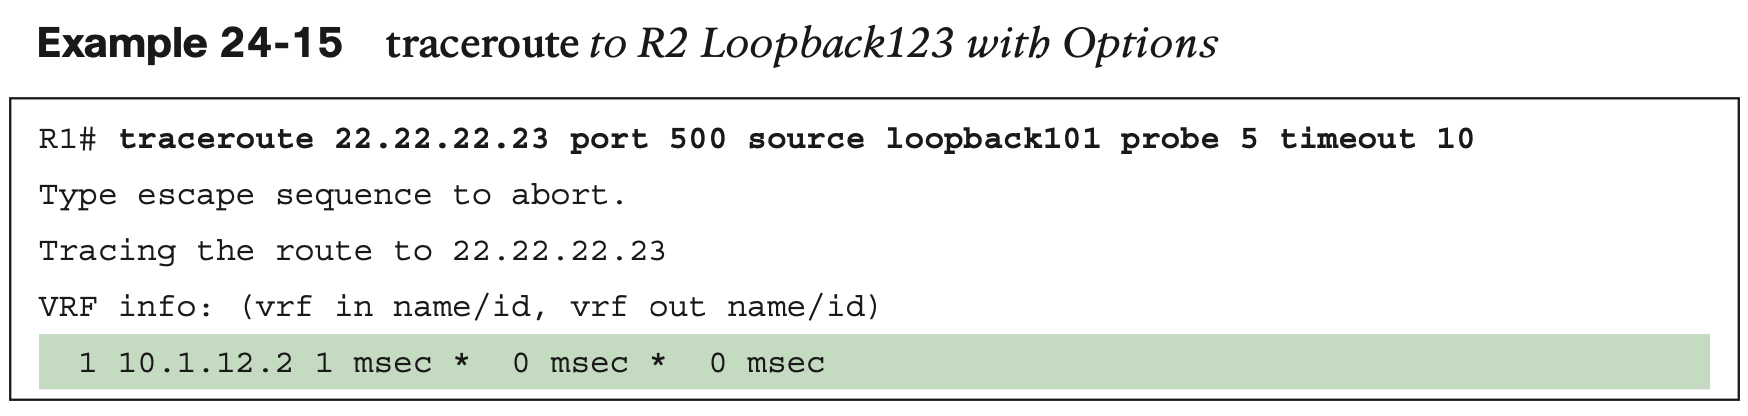 Example 24-15 traceroute to R2 Loopback123 with Options
R1# traceroute 22.22.22.23 port 500 source loopback101 probe 5 timeout 10
Type escape sequence to abort.
Tracing the route to 22.22.22.23
VRF info: (vrf in name/id, vrf out name/id)
1 10.1.12.2 1 msec *  0 msec *  0 msec